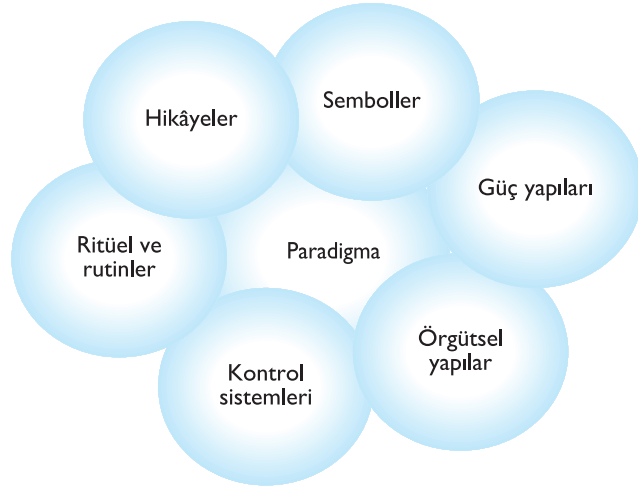 Semboller
Hikâyeler
Güç yapıları
Ritüel ve
rutinler
Paradigma
Örgütsel
yapılar
Kontrol
sistemleri